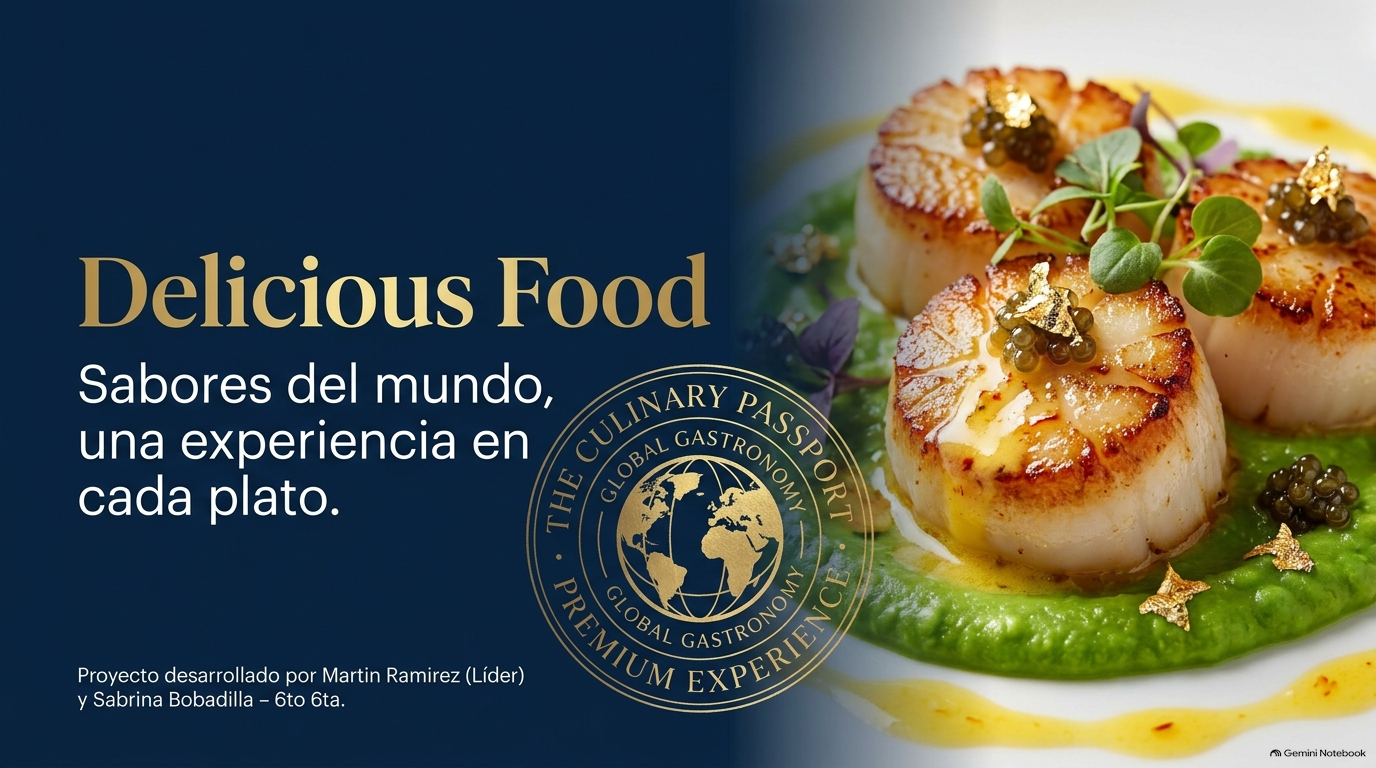 Delicious Food
Sabores del mundo,
una experiencia en
cada plato.
THE CULINARY PASSPORT
GLOBAL GASTRONOMY
GLOBAL GASTRONOMY
PREMIUM EXPERIENCE
Proyecto desarrollado por Martin Ramirez (Líder)
y Sabrina Bobadilla – 6to 6ta.
Gemini Notebook